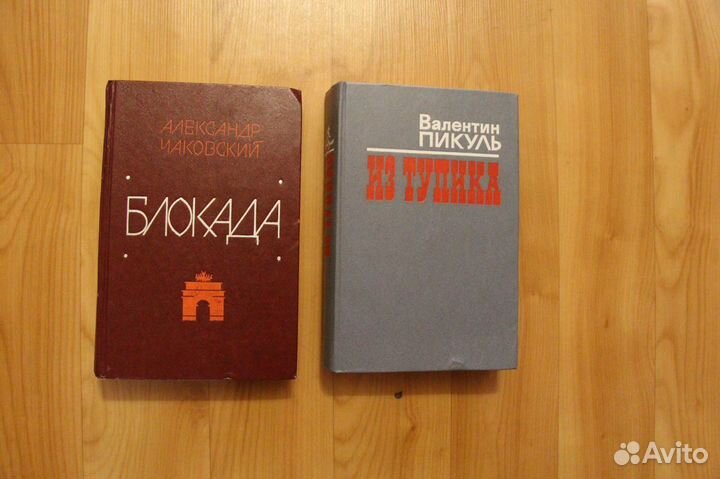 АЛЕКСАНДР
ЧАКОВСКИЙ
БЛОКАДА
Валентин
ПИКУЛЬ
ИЗ ТУПИКА
Avito